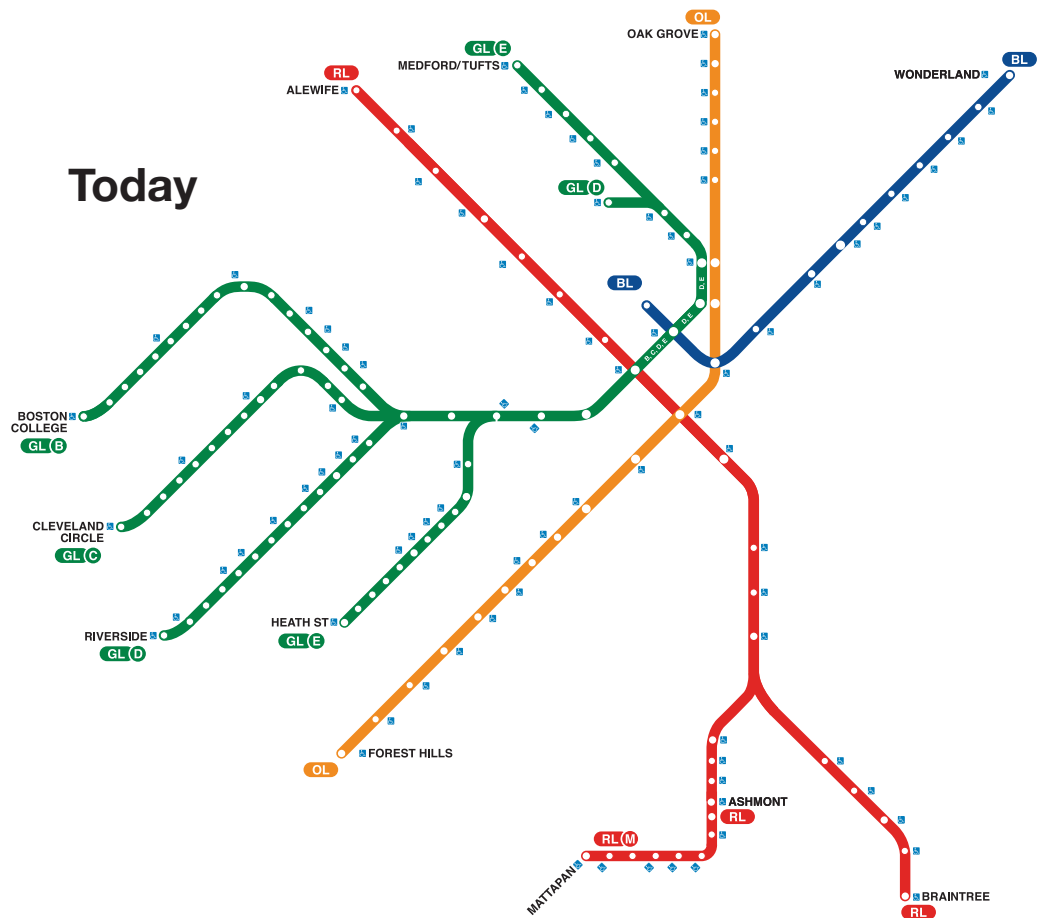 OL
OAK GROVE
GL E
MEDFORD/TUFTS
BL
WONDERLAND
RL
ALEWIFE
Today
GL D
BL
D, E
D, E
B, C, D, E
BOSTON
COLLEGE
GL B
CLEVELAND
CIRCLE
GL C
RIVERSIDE
GL D
HEATH ST
GL E
FOREST HILLS
OL
ASHMONT
RL
RL M
MATTAPAN
BRAINTREE
RL